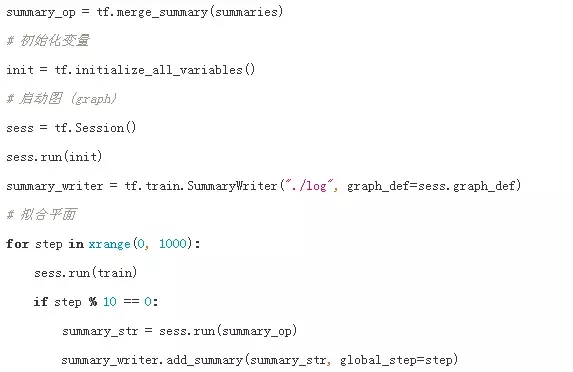 summary_op = tf.merge_summary(summaries)
# 初始化变量
init = tf.initialize_all_variables()
# 启动图 (graph)
sess = tf.Session()
sess.run(init)
summary_writer = tf.train.SummaryWriter("./log", graph_def=sess.graph_def)
# 拟合平面
for step in xrange(0, 1000):
    sess.run(train)
    if step % 10 == 0:
        summary_str = sess.run(summary_op)
        summary_writer.add_summary(summary_str, global_step=step)